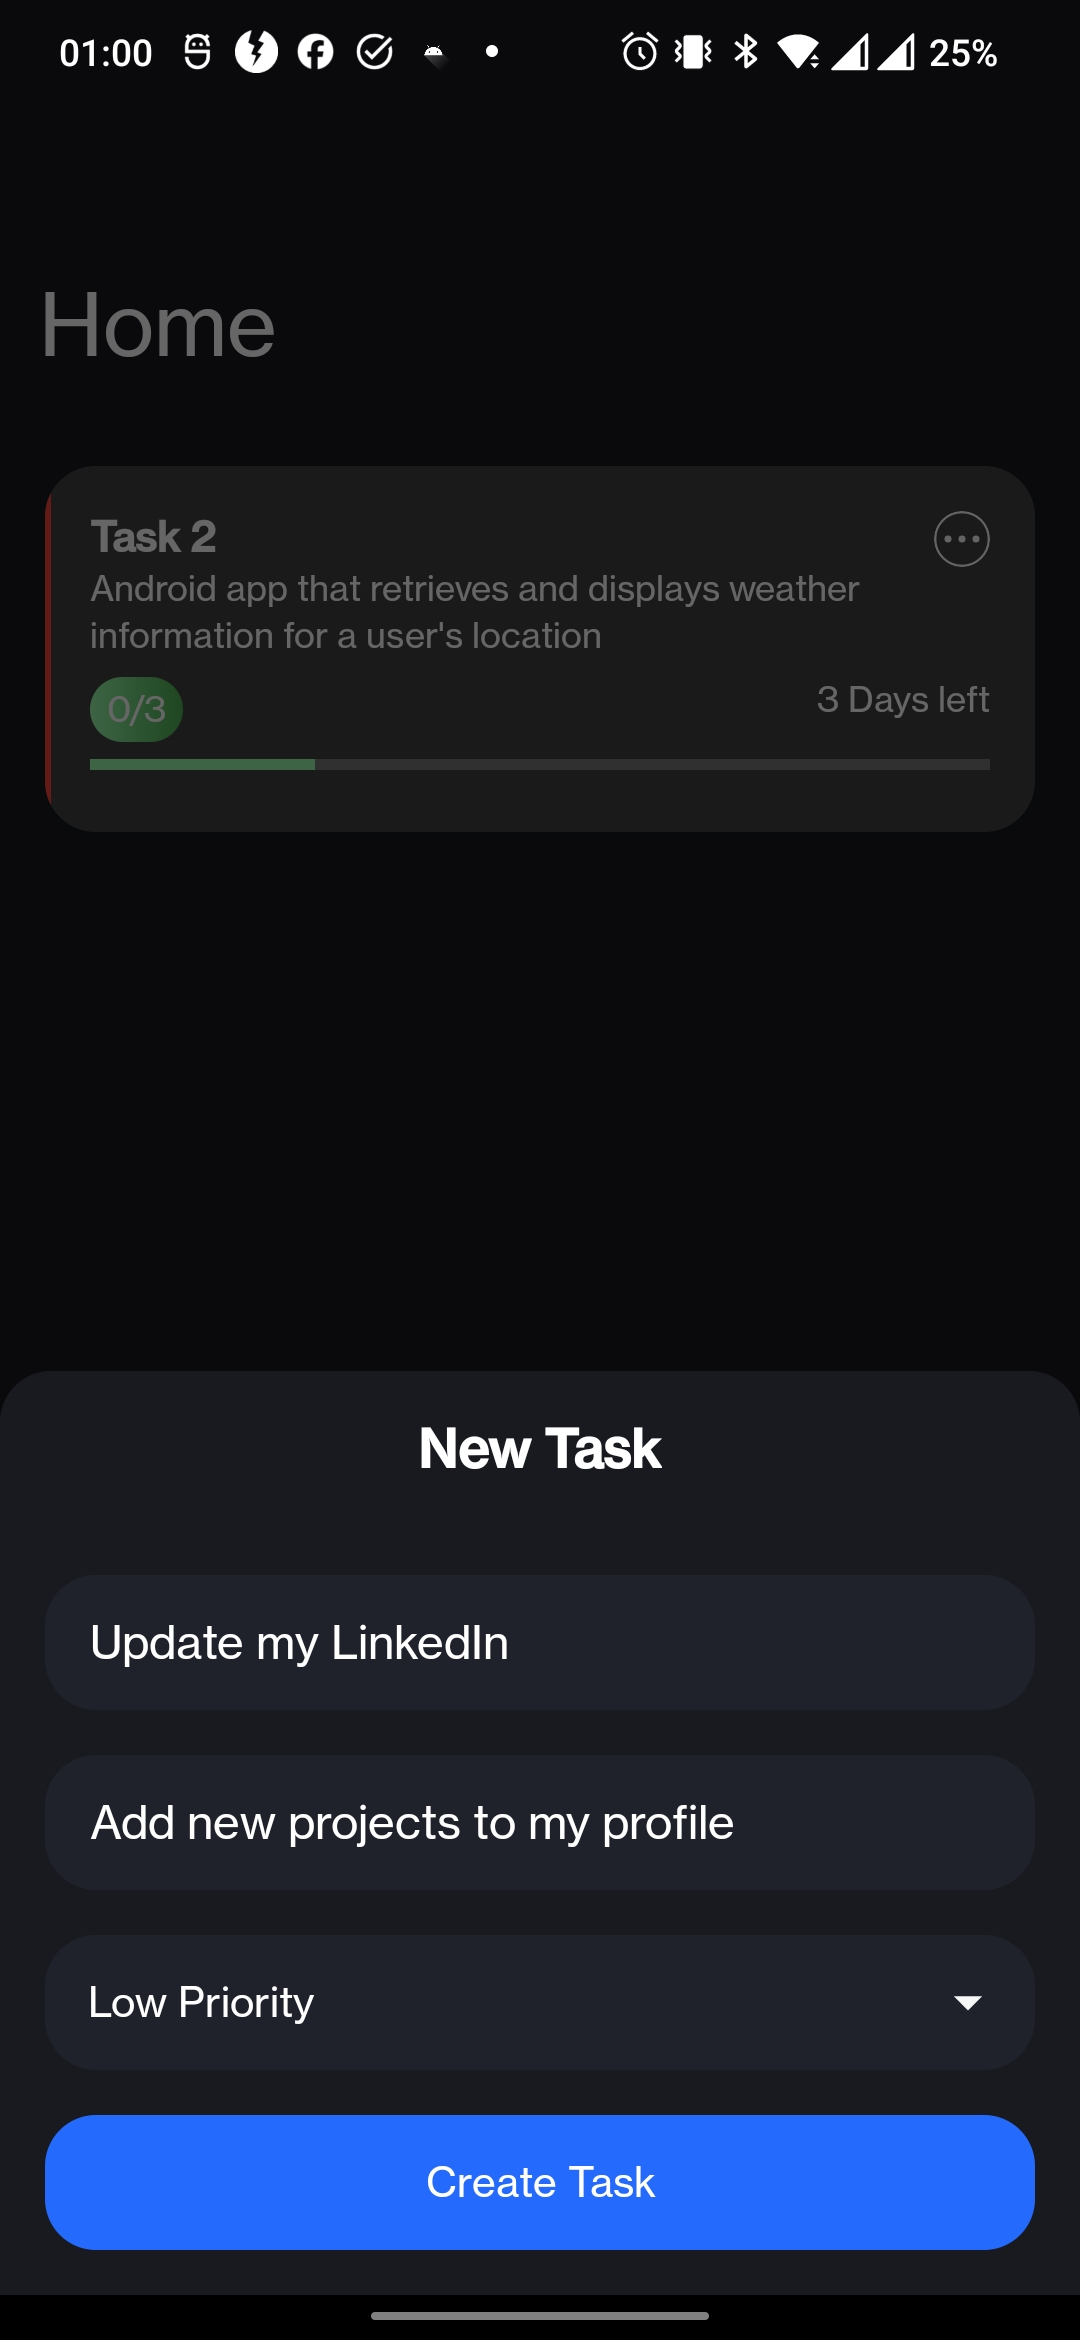 01:00
25%
Home
Task 2
Android app that retrieves and displays weather
information for a user's location
0/3
3 Days left
New Task
Update my LinkedIn
Add new projects to my profile
Low Priority
Create Task